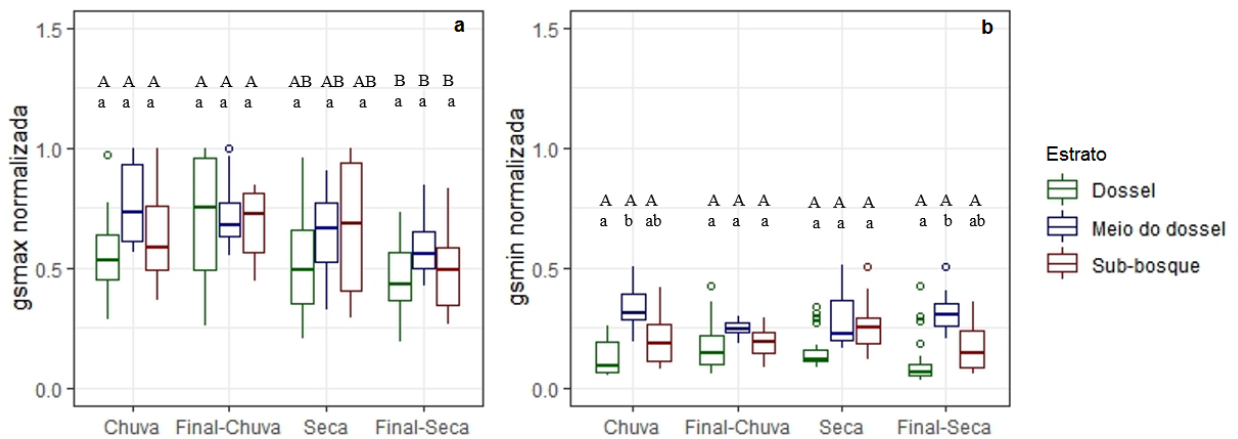 a
1.5
A A A A A A AB AB AB B B B
a a a a a a a a a a a a
1.0
0.5
0.0
gsmax normalizada
Chuva Final-Chuva Seca Final-Seca
b
1.5
1.0
A A A A A A A A A A A A
a b ab a a a a a a a b ab
0.5
0.0
gsmin normalizada
Chuva Final-Chuva Seca Final-Seca
Estrato
Dossel
Meio do dossel
Sub-bosque